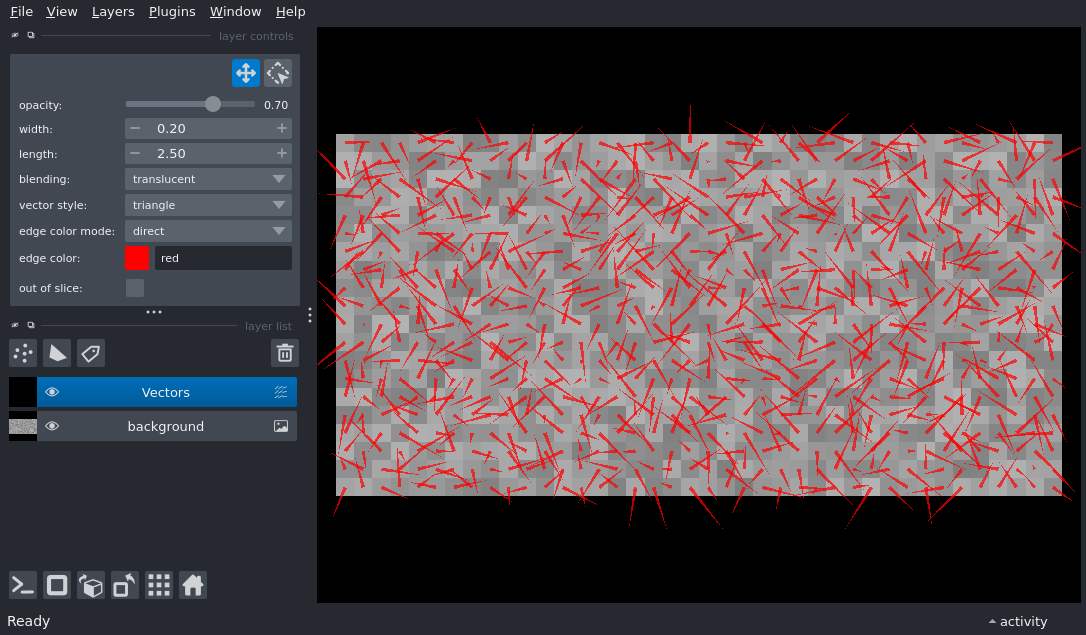 File View Layers Plugins Window Help
layer controls
opacity: 0.70
width: − 0.20 +
length: − 2.50 +
blending: translucent
vector style: triangle
edge color mode: direct
edge color: red
out of slice:
layer list
Vectors
background
Ready
activity